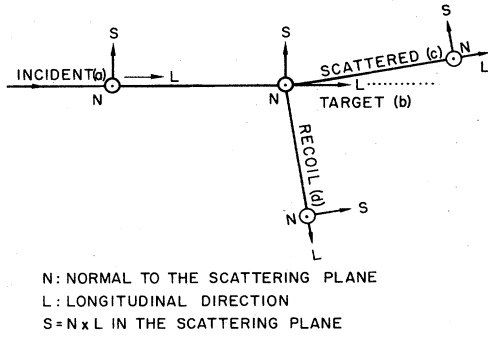 S
S
S
INCIDENT(a)
L
SCATTERED (c)
N
L
N
N
L
TARGET (b)
RECOIL (d)
N
S
L
N: NORMAL TO THE SCATTERING PLANE
L: LONGITUDINAL DIRECTION
S = N x L IN THE SCATTERING PLANE